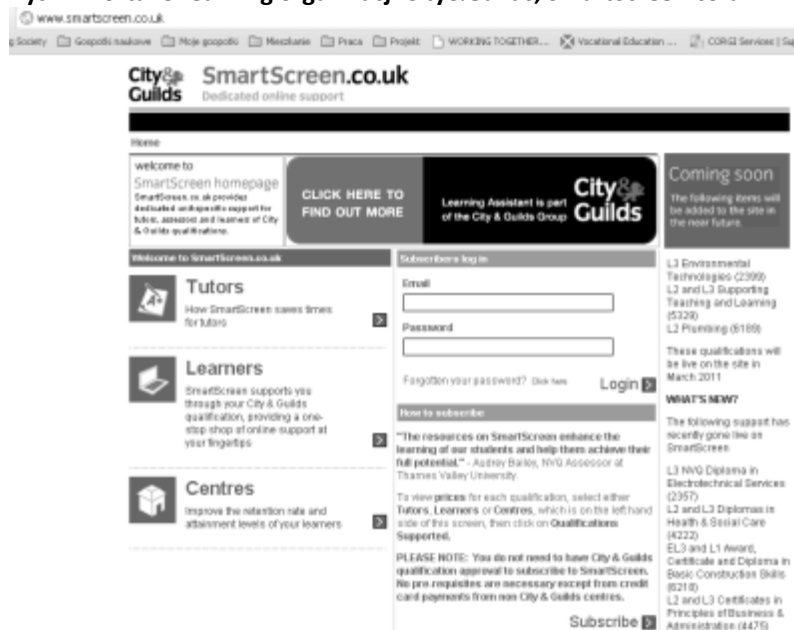 www.smartscreen.co.uk
Society Gospotki naukowe Moje gospotki Mieszkanie Praca Projekt WORKING TOGETHER... Vocational Education ... CORGI Services | Sup
City & Guilds
SmartScreen.co.uk
Dedicated online support
Home
welcome to
SmartScreen homepage
SmartScreen.co.uk provides
dedicated unit specific support for
tutors, assessors and learners of City
& Guilds qualifications.
CLICK HERE TO
FIND OUT MORE
Learning Assistant is part
of the City & Guilds Group
City & Guilds
Coming soon
The following items will
be added to the site in
the near future.
Welcome to SmartScreen.co.uk
Tutors
How SmartScreen saves times
for tutors
Learners
SmartScreen supports you
through your City & Guilds
qualification, providing a one-
stop shop of online support at
your fingertips
Centres
Improve the retention rate and
attainment levels of your learners
Subscribers log in
Email
Password
Forgotten your password? Click here
Login
How to subscribe
"The resources on SmartScreen enhance the
learning of our students and help them achieve their
full potential." - Audrey Bailey, NVQ Assessor at
Thames Valley University.
To view prices for each qualification, select either
Tutors, Learners or Centres, which is on the left hand
side of this screen, then click on Qualifications
Supported.
PLEASE NOTE: You do not need to have City & Guilds
qualification approval to subscribe to SmartScreen.
No pre-requisites are necessary except from credit
card payments from non City & Guilds centres.
Subscribe
L3 Environmental
Technologies (2399)
L2 and L3 Supporting
Teaching and Learning
(5329)
L2 Plumbing (6189)
These qualifications will
be live on the site in
March 2011
WHAT'S NEW?
The following support has
recently gone live on
SmartScreen
L3 NVQ Diploma in
Electrotechnical Services
(2357)
L2 and L3 Diplomas in
Health & Social Care
(4222)
EL3 and L1 Award,
Certificate and Diploma in
Basic Construction Skills
(6218)
L2 and L3 Certificates in
Principles of Business &
Administration (4475)